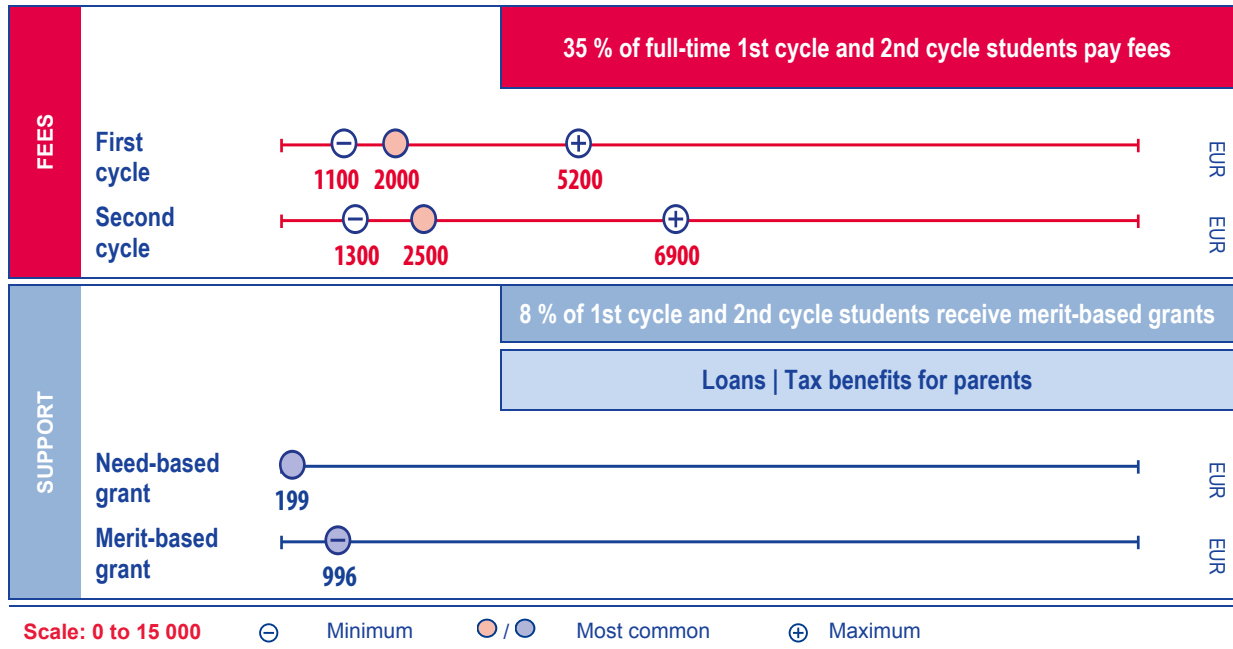 35 % of full-time 1st cycle and 2nd cycle students pay fees
FEES
First
cycle
1100 2000 5200
EUR
Second
cycle
1300 2500 6900
EUR
8 % of 1st cycle and 2nd cycle students receive merit-based grants
Loans | Tax benefits for parents
SUPPORT
Need-based
grant
199
EUR
Merit-based
grant
996
EUR
Scale: 0 to 15 000 Minimum / Most common Maximum